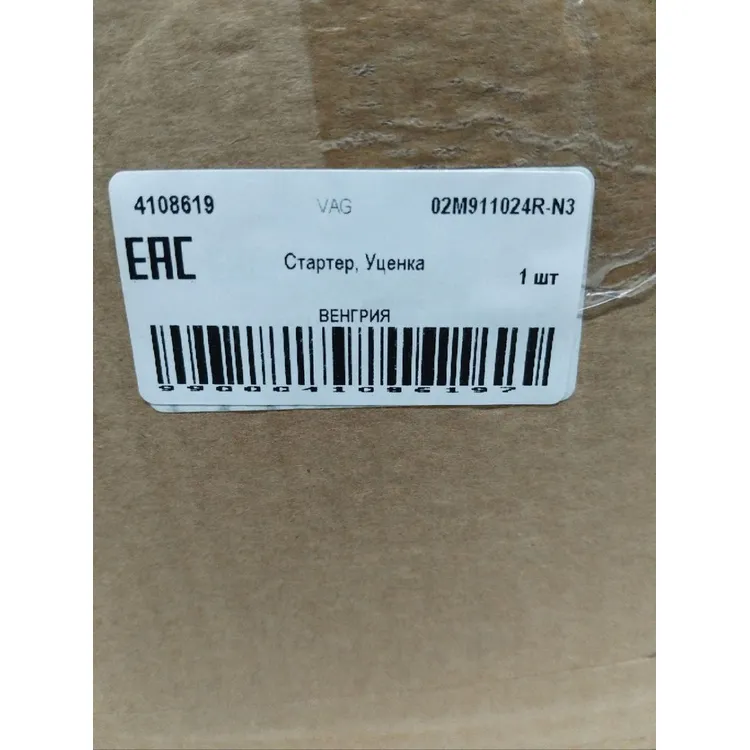 4108619 VAG 02M911024R-N3
EAC
Стартер, Уценка
1 шт
ВЕНГРИЯ
9900041086197